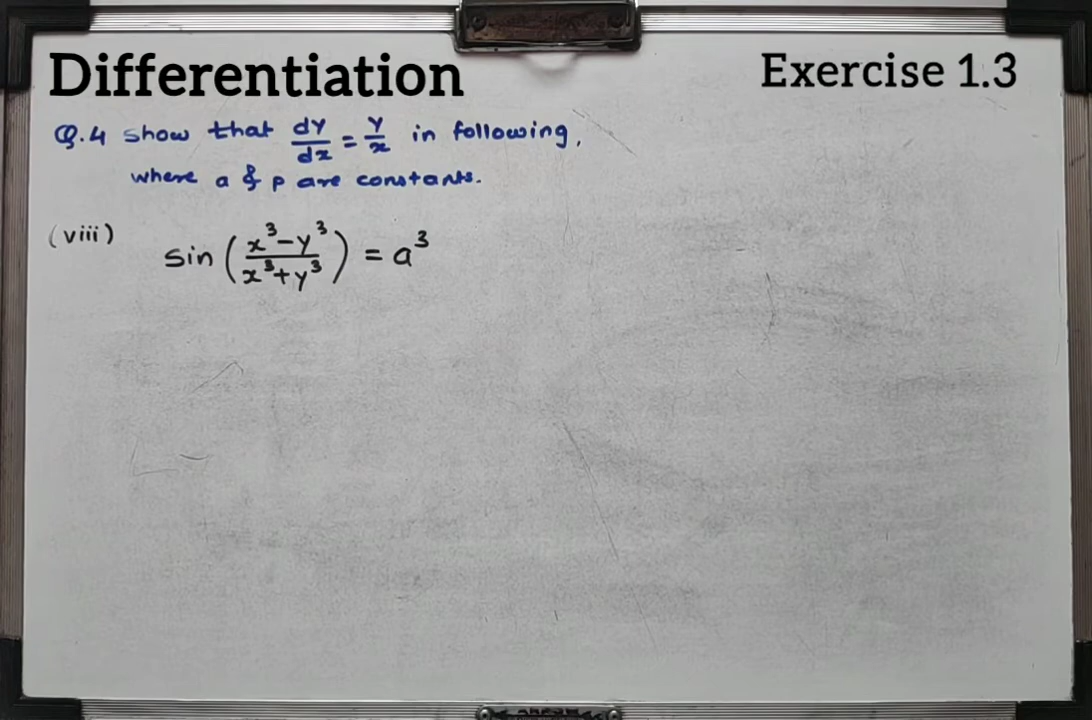 Differentiation
Exercise 1.3
Q.4 show that dy/dx = y/x in following,
where a & p are constants.
(viii) sin((x³-y³)/(x³+y³)) = a³